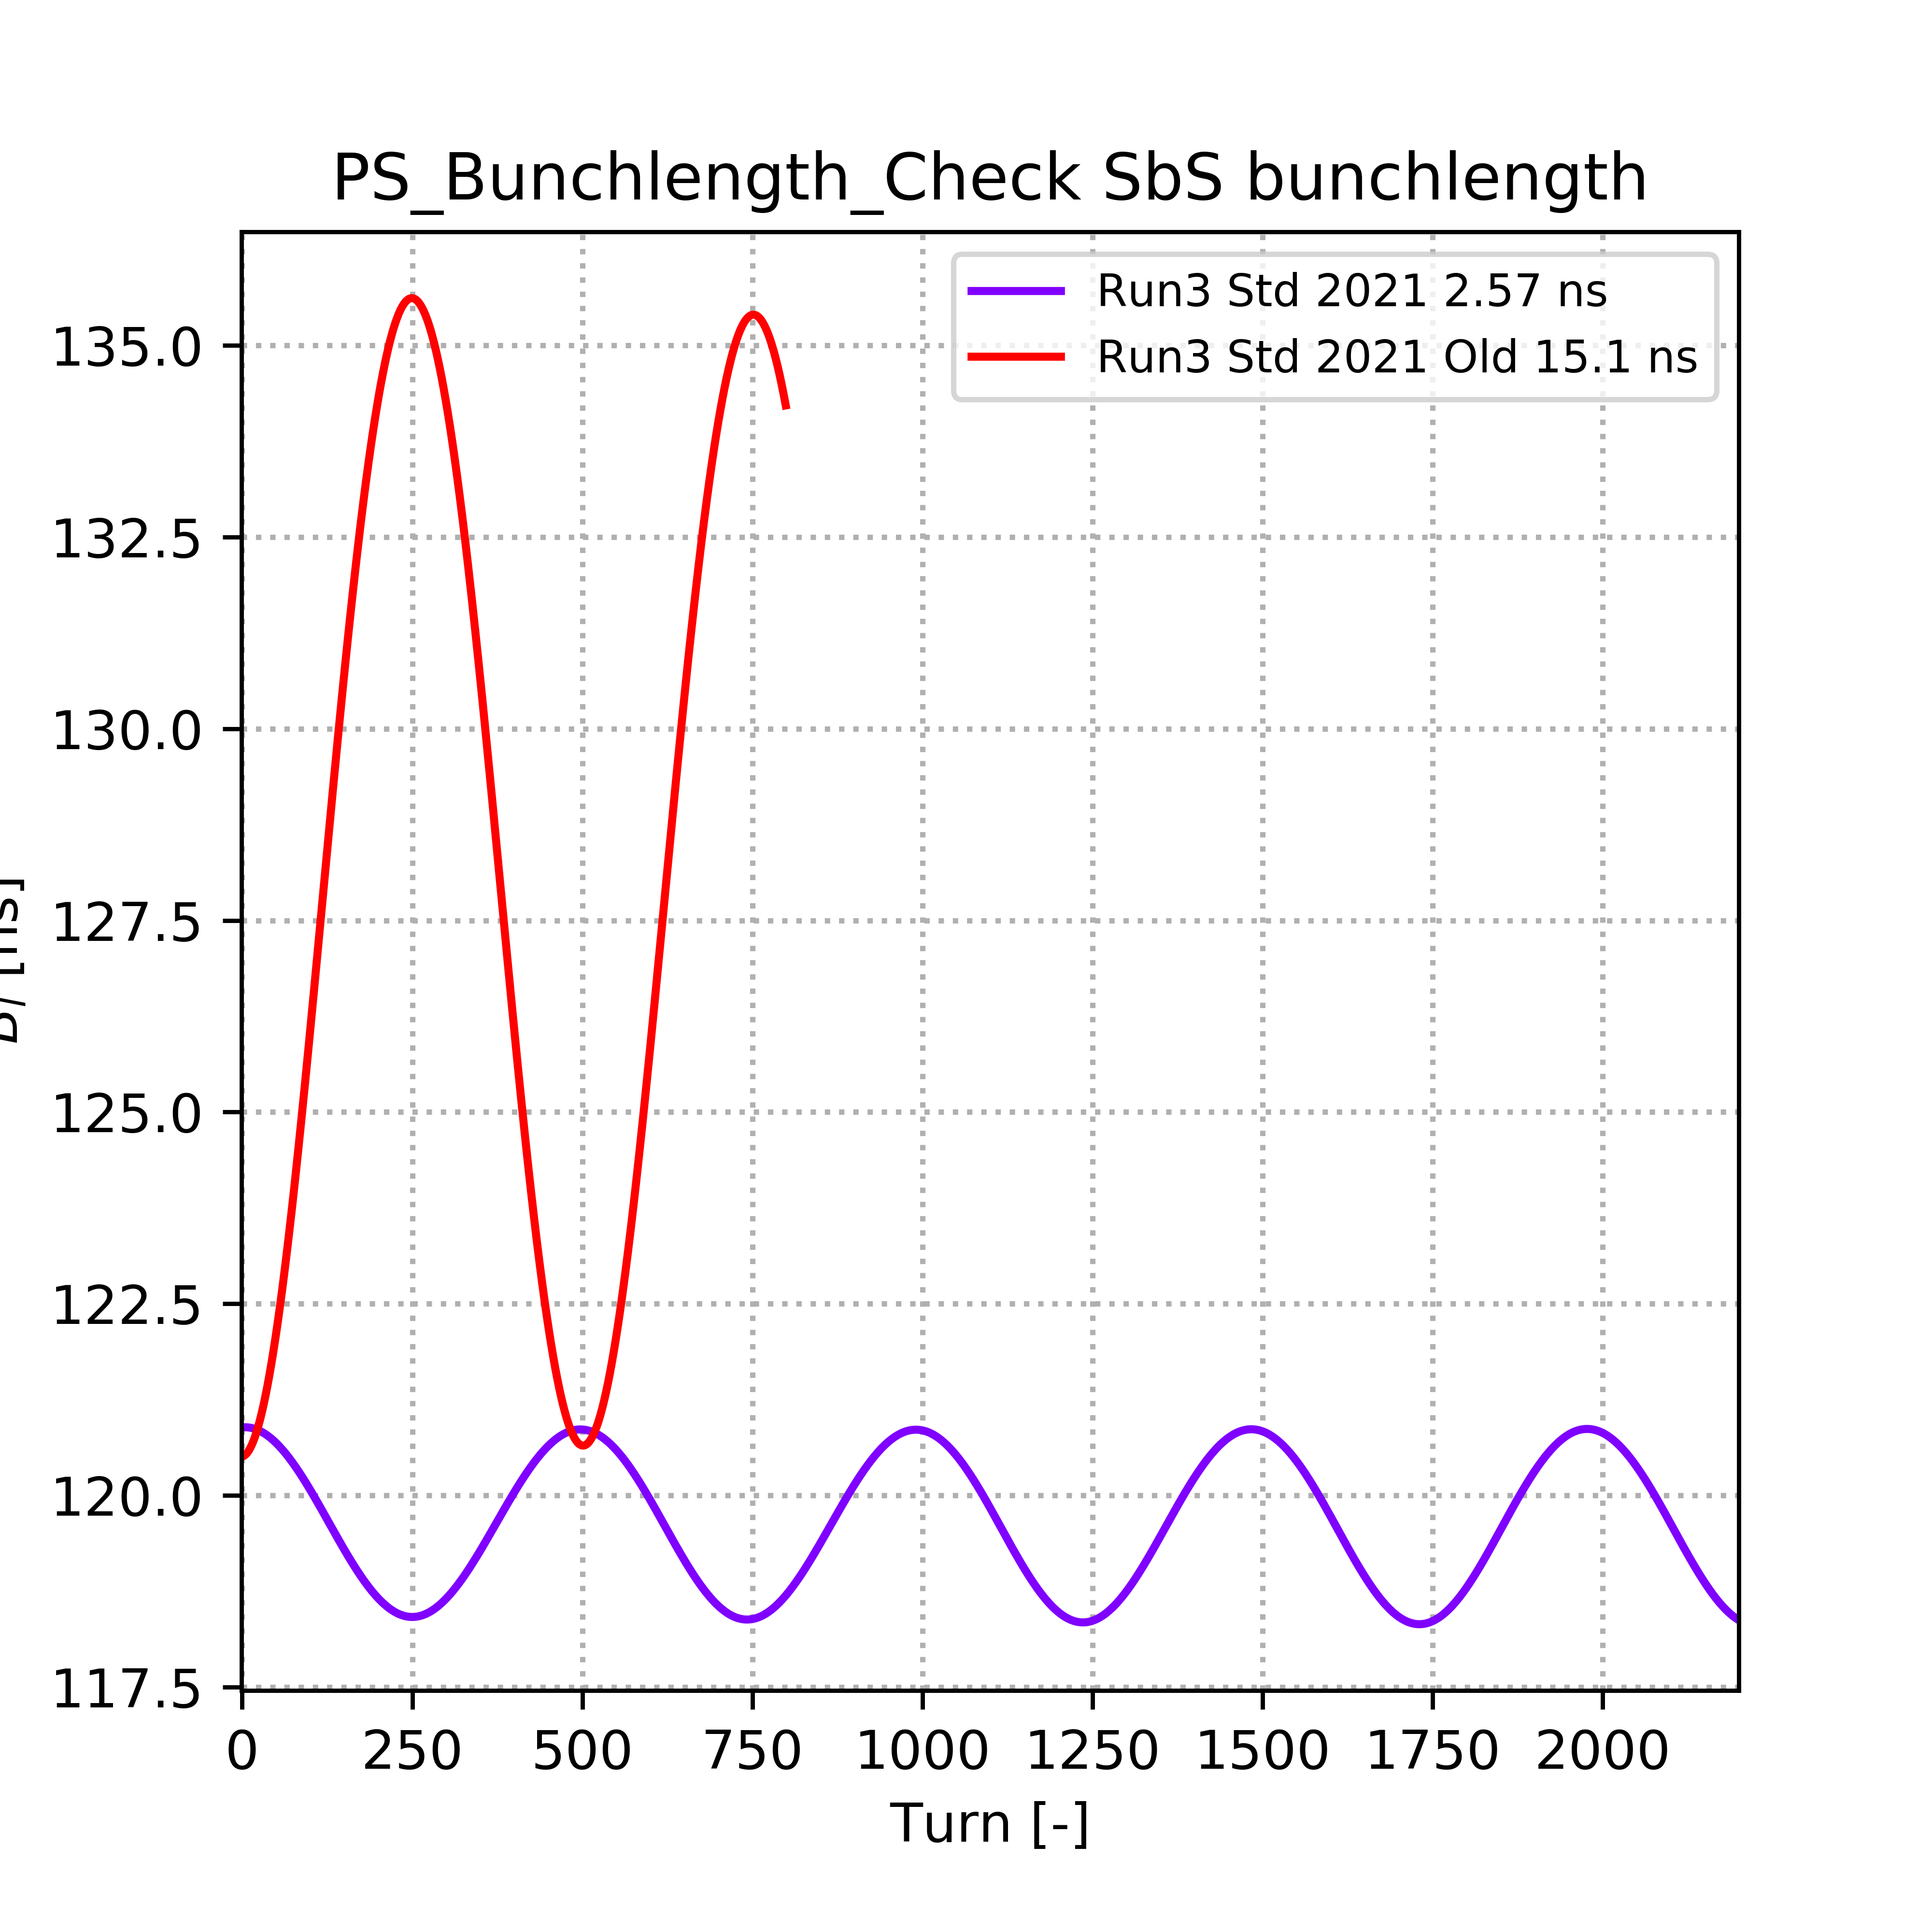 PS_Bunchlength_Check SbS bunchlength
Run3 Std 2021 2.57 ns
Run3 Std 2021 Old 15.1 ns
135.0
132.5
130.0
127.5
125.0
122.5
120.0
117.5
[ns]
0 250 500 750 1000 1250 1500 1750 2000
Turn [-]